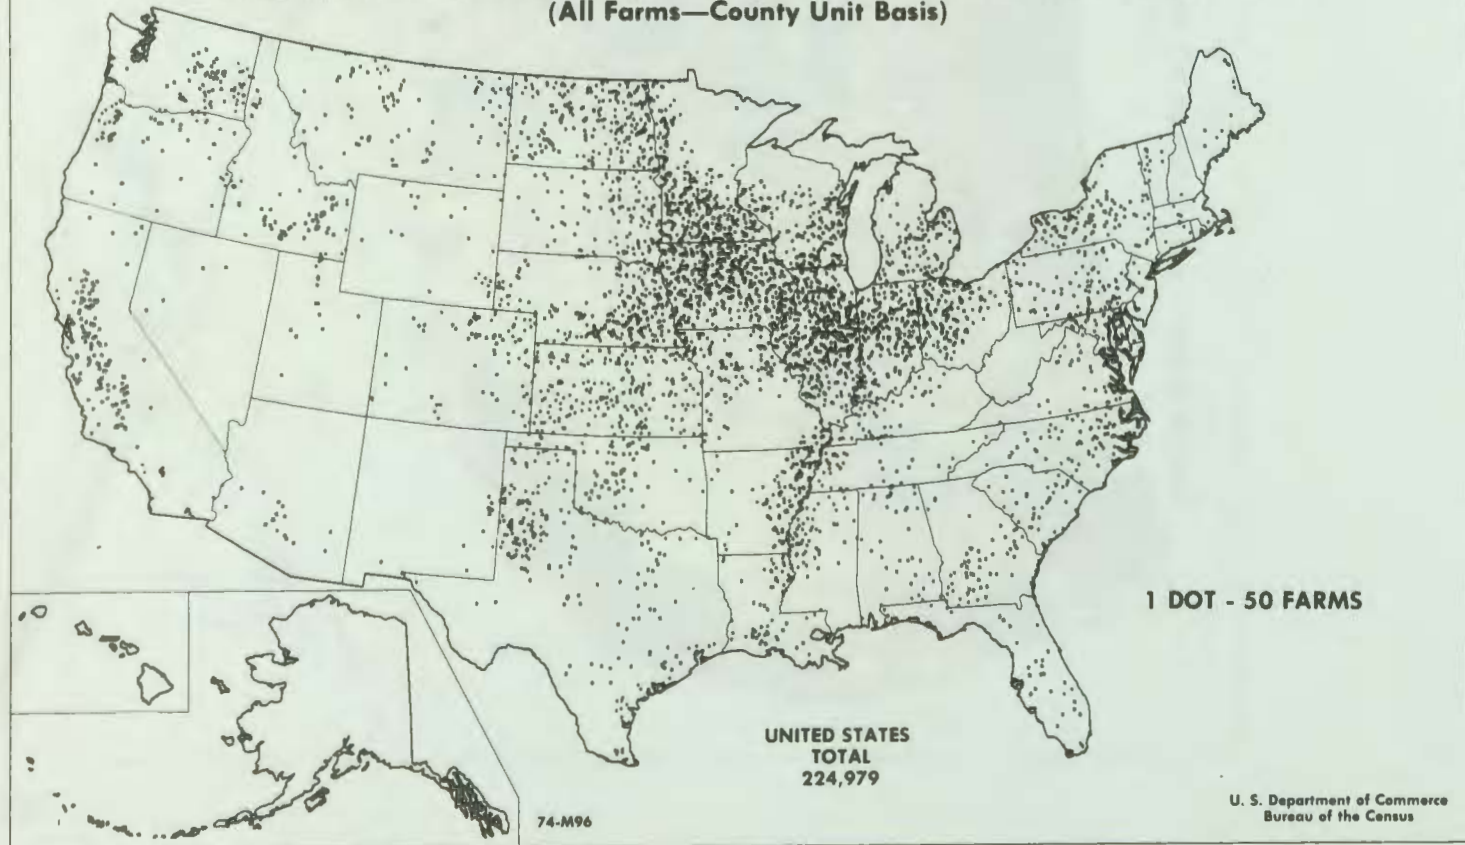 (All Farms—County Unit Basis)
1 DOT - 50 FARMS
UNITED STATES
TOTAL
224,979
74-M96
U. S. Department of Commerce
Bureau of the Census